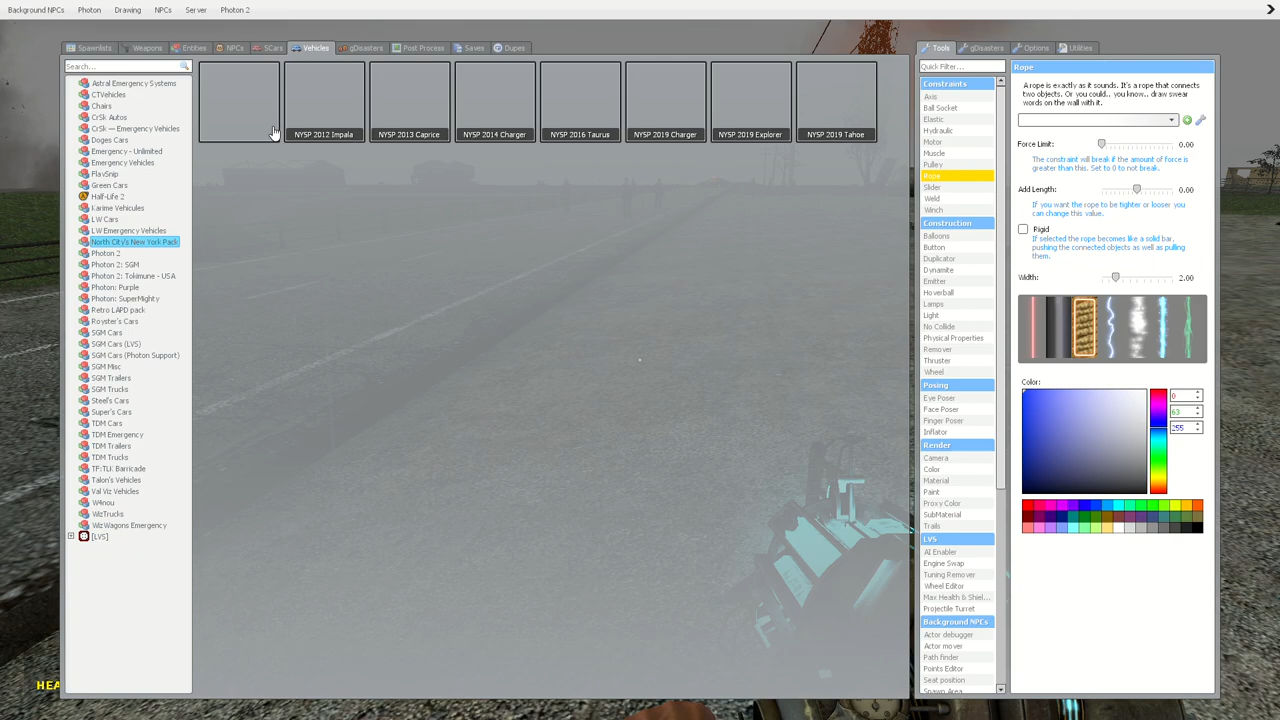 Background NPCs Photon Drawing NPCs Server Photon 2
Spawnlists Weapons Entities NPCs SCars Vehicles gDisasters Post Process Saves Dupes
Search...
Astral Emergency Systems
CTVehicles
Chairs
CrSk Autos
CrSk — Emergency Vehicles
Doges Cars
Emergency - Unlimited
Emergency Vehicles
FlavSnip
Green Cars
Half-Life 2
Karime Vehicules
LW Cars
LW Emergency Vehicles
North City's New York Pack
Photon 2
Photon 2: SGM
Photon 2: Tokimune - USA
Photon: Purple
Photon: SuperMighty
Retro LAPD pack
Royster's Cars
SGM Cars
SGM Cars (LVS)
SGM Cars (Photon Support)
SGM Misc
SGM Trailers
SGM Trucks
Steel's Cars
Super's Cars
TDM Cars
TDM Emergency
TDM Trailers
TDM Trucks
TF:TLK Barricade
Talon's Vehicles
Val Viz Vehicles
W4nou
WizTrucks
WizWagons Emergency
[LVS]
NYSP 2012 Impala NYSP 2013 Caprice NYSP 2014 Charger NYSP 2016 Taurus NYSP 2019 Charger NYSP 2019 Explorer NYSP 2019 Tahoe
HEA
Tools gDisasters Options Utilities
Quick Filter...
Constraints
Axis
Ball Socket
Elastic
Hydraulic
Motor
Muscle
Pulley
Rope
Slider
Weld
Winch
Construction
Balloons
Button
Duplicator
Dynamite
Emitter
Hoverball
Lamps
Light
No Collide
Physical Properties
Remover
Thruster
Wheel
Posing
Eye Poser
Face Poser
Finger Poser
Inflator
Render
Camera
Color
Material
Paint
Proxy Color
SubMaterial
Trails
LVS
AI Enabler
Engine Swap
Tuning Remover
Wheel Editor
Max Health & Shiel...
Projectile Turret
Background NPCs
Actor debugger
Actor mover
Path finder
Points Editor
Seat position
Spawn Area
Rope
A rope is exactly as it sounds. It's a rope that connects
two objects. Or you could.. you know.. draw swear
words on the wall with it.
Force Limit: 0.00
The constraint will break if the amount of force is
greater than this. Set to 0 to not break.
Add Length: 0.00
If you want the rope to be tighter or looser you
can change this value.
Rigid
If selected the rope becomes like a solid bar,
pushing the connected objects as well as pulling
them.
Width: 2.00
Color:
0
63
255